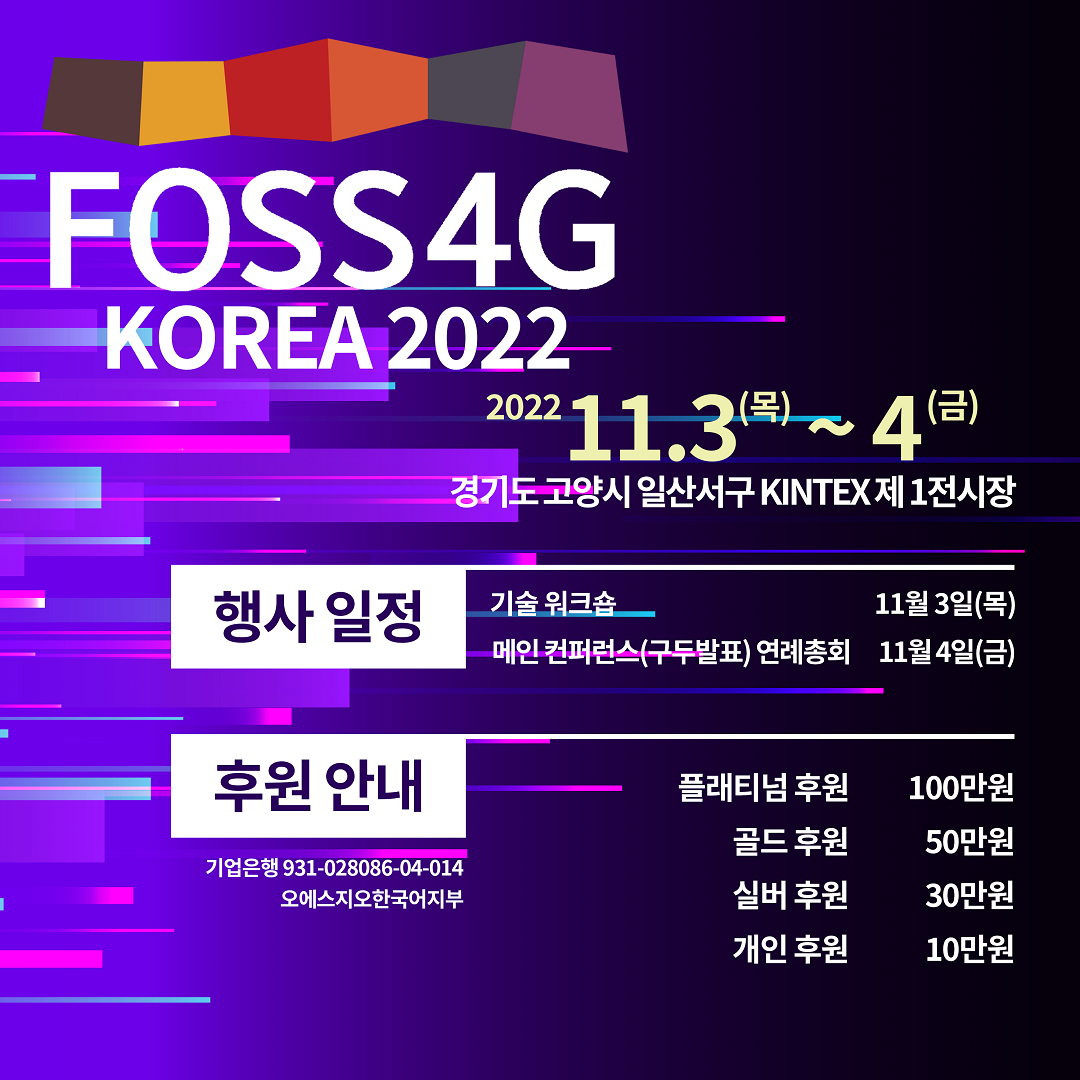 FOSS4G
KOREA 2022
2022 11.3(목) ~ 4(금)
경기도 고양시 일산서구 KINTEX 제 1전시장
행사 일정
기술 워크숍 11월 3일(목)
메인 컨퍼런스(구두발표) 연례총회 11월 4일(금)
후원 안내
기업은행 931-028086-04-014
오에스지오한국어지부
플래티넘 후원 100만원
골드 후원 50만원
실버 후원 30만원
개인 후원 10만원